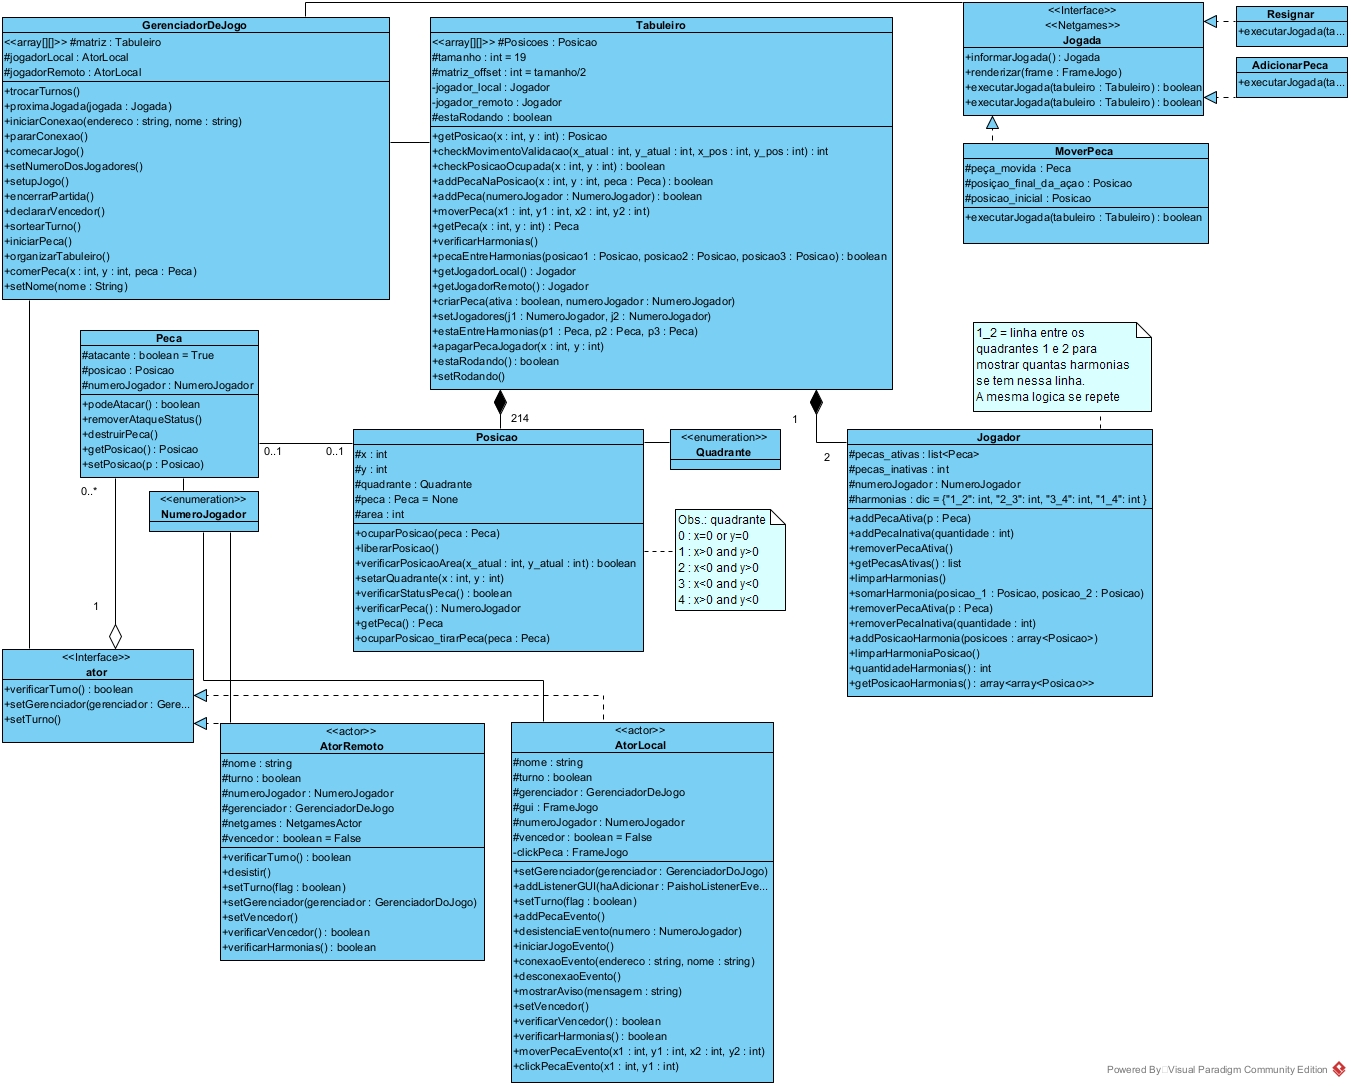 GerenciadorDeJogo
<<array[][]>> #matriz : Tabuleiro
#jogadorLocal : AtorLocal
#jogadorRemoto : AtorLocal
+trocarTurnos()
+proximaJogada(jogada : Jogada)
+iniciarConexao(endereco : string, nome : string)
+pararConexao()
+comecarJogo()
+setNumeroDosJogadores()
+setupJogo()
+encerrarPartida()
+declararVencedor()
+sortearTurno()
+iniciarPeca()
+organizarTabuleiro()
+comerPeca(x : int, y : int, peca : Peca)
+setNome(nome : String)
Tabuleiro
<<array[][]>> #Posicoes : Posicao
#tamanho : int = 19
#matriz_offset : int = tamanho/2
-jogador_local : Jogador
-jogador_remoto : Jogador
#estaRodando : boolean
+getPosicao(x : int, y : int) : Posicao
+checkMovimentoValidacao(x_atual : int, y_atual : int, x_pos : int, y_pos : int) : int
+checkPosicaoOcupada(x : int, y : int) : boolean
+addPecaNaPosicao(x : int, y : int, peca : Peca) : boolean
+addPeca(numeroJogador : NumeroJogador) : boolean
+moverPeca(x1 : int, y1 : int, x2 : int, y2 : int)
+getPeca(x : int, y : int) : Peca
+verificarHarmonias()
+pecaEntreHarmonias(posicao1 : Posicao, posicao2 : Posicao, posicao3 : Posicao) : boolean
+getJogadorLocal() : Jogador
+getJogadorRemoto() : Jogador
+criarPeca(ativa : boolean, numeroJogador : NumeroJogador)
+setJogadores(j1 : NumeroJogador, j2 : NumeroJogador)
+estaEntreHarmonias(p1 : Peca, p2 : Peca, p3 : Peca)
+apagarPecaJogador(x : int, y : int)
+estaRodando() : boolean
+setRodando()
<<Interface>>
<<Netgames>>
Jogada
+informarJogada() : Jogada
+renderizar(frame : FrameJogo)
+executarJogada(tabuleiro : Tabuleiro) : boolean
+executarJogada(tabuleiro : Tabuleiro) : boolean
Resignar
+executarJogada(ta...
AdicionarPeca
+executarJogada(ta...
MoverPeca
#peça_movida : Peca
#posiçao_final_da_açao : Posicao
#posicao_inicial : Posicao
+executarJogada(tabuleiro : Tabuleiro) : boolean
Peca
#atacante : boolean = True
#posicao : Posicao
#numeroJogador : NumeroJogador
+podeAtacar() : boolean
+removerAtaqueStatus()
+destruirPeca()
+getPosicao() : Posicao
+setPosicao(p : Posicao)
1_2 = linha entre os
quadrantes 1 e 2 para
mostrar quantas harmonias
se tem nessa linha.
A mesma logica se repete
214
1
2
0..1
0..1
0..*
1
<<enumeration>>
NumeroJogador
Posicao
#x : int
#y : int
#quadrante : Quadrante
#peca : Peca = None
#area : int
+ocuparPosicao(peca : Peca)
+liberarPosicao()
+verificarPosicaoArea(x_atual : int, y_atual : int) : boolean
+setarQuadrante(x : int, y : int)
+verificarStatusPeca() : boolean
+verificarPeca() : NumeroJogador
+getPeca() : Peca
+ocuparPosicao_tirarPeca(peca : Peca)
<<enumeration>>
Quadrante
Obs.: quadrante
0 : x=0 or y=0
1 : x>0 and y>0
2 : x<0 and y>0
3 : x<0 and y<0
4 : x>0 and y<0
Jogador
#pecas_ativas : list<Peca>
#pecas_inativas : int
#numeroJogador : NumeroJogador
#harmonias : dic = {"1_2": int, "2_3": int, "3_4": int, "1_4": int }
+addPecaAtiva(p : Peca)
+addPecaInativa(quantidade : int)
+removerPecaAtiva()
+getPecasAtivas() : list
+limparHarmonias()
+somarHarmonia(posicao_1 : Posicao, posicao_2 : Posicao)
+removerPecaAtiva(p : Peca)
+removerPecaInativa(quantidade : int)
+addPosicaoHarmonia(posicoes : array<Posicao>)
+limparHarmoniaPosicao()
+quantidadeHarmonias() : int
+getPosicaoHarmonias() : array<array<Posicao>>
<<Interface>>
ator
+verificarTurno() : boolean
+setGerenciador(gerenciador : Gere...
+setTurno()
<<actor>>
AtorRemoto
#nome : string
#turno : boolean
#numeroJogador : NumeroJogador
#gerenciador : GerenciadorDeJogo
#netgames : NetgamesActor
#vencedor : boolean = False
+verificarTurno() : boolean
+desistir()
+setTurno(flag : boolean)
+setGerenciador(gerenciador : GerenciadorDoJogo)
+setVencedor()
+verificarVencedor() : boolean
+verificarHarmonias() : boolean
<<actor>>
AtorLocal
#nome : string
#turno : boolean
#gerenciador : GerenciadorDeJogo
#gui : FrameJogo
#numeroJogador : NumeroJogador
#vencedor : boolean = False
-clickPeca : FrameJogo
+setGerenciador(gerenciador : GerenciadorDoJogo)
+addListenerGUI(haAdicionar : PaishoListenerEve...
+setTurno(flag : boolean)
+addPecaEvento()
+desistenciaEvento(numero : NumeroJogador)
+iniciarJogoEvento()
+conexaoEvento(endereco : string, nome : string)
+desconexaoEvento()
+mostrarAviso(mensagem : string)
+setVencedor()
+verificarVencedor() : boolean
+verificarHarmonias() : boolean
+moverPecaEvento(x1 : int, y1 : int, x2 : int, y2 : int)
+clickPecaEvento(x1 : int, y1 : int)
Powered By Visual Paradigm Community Edition